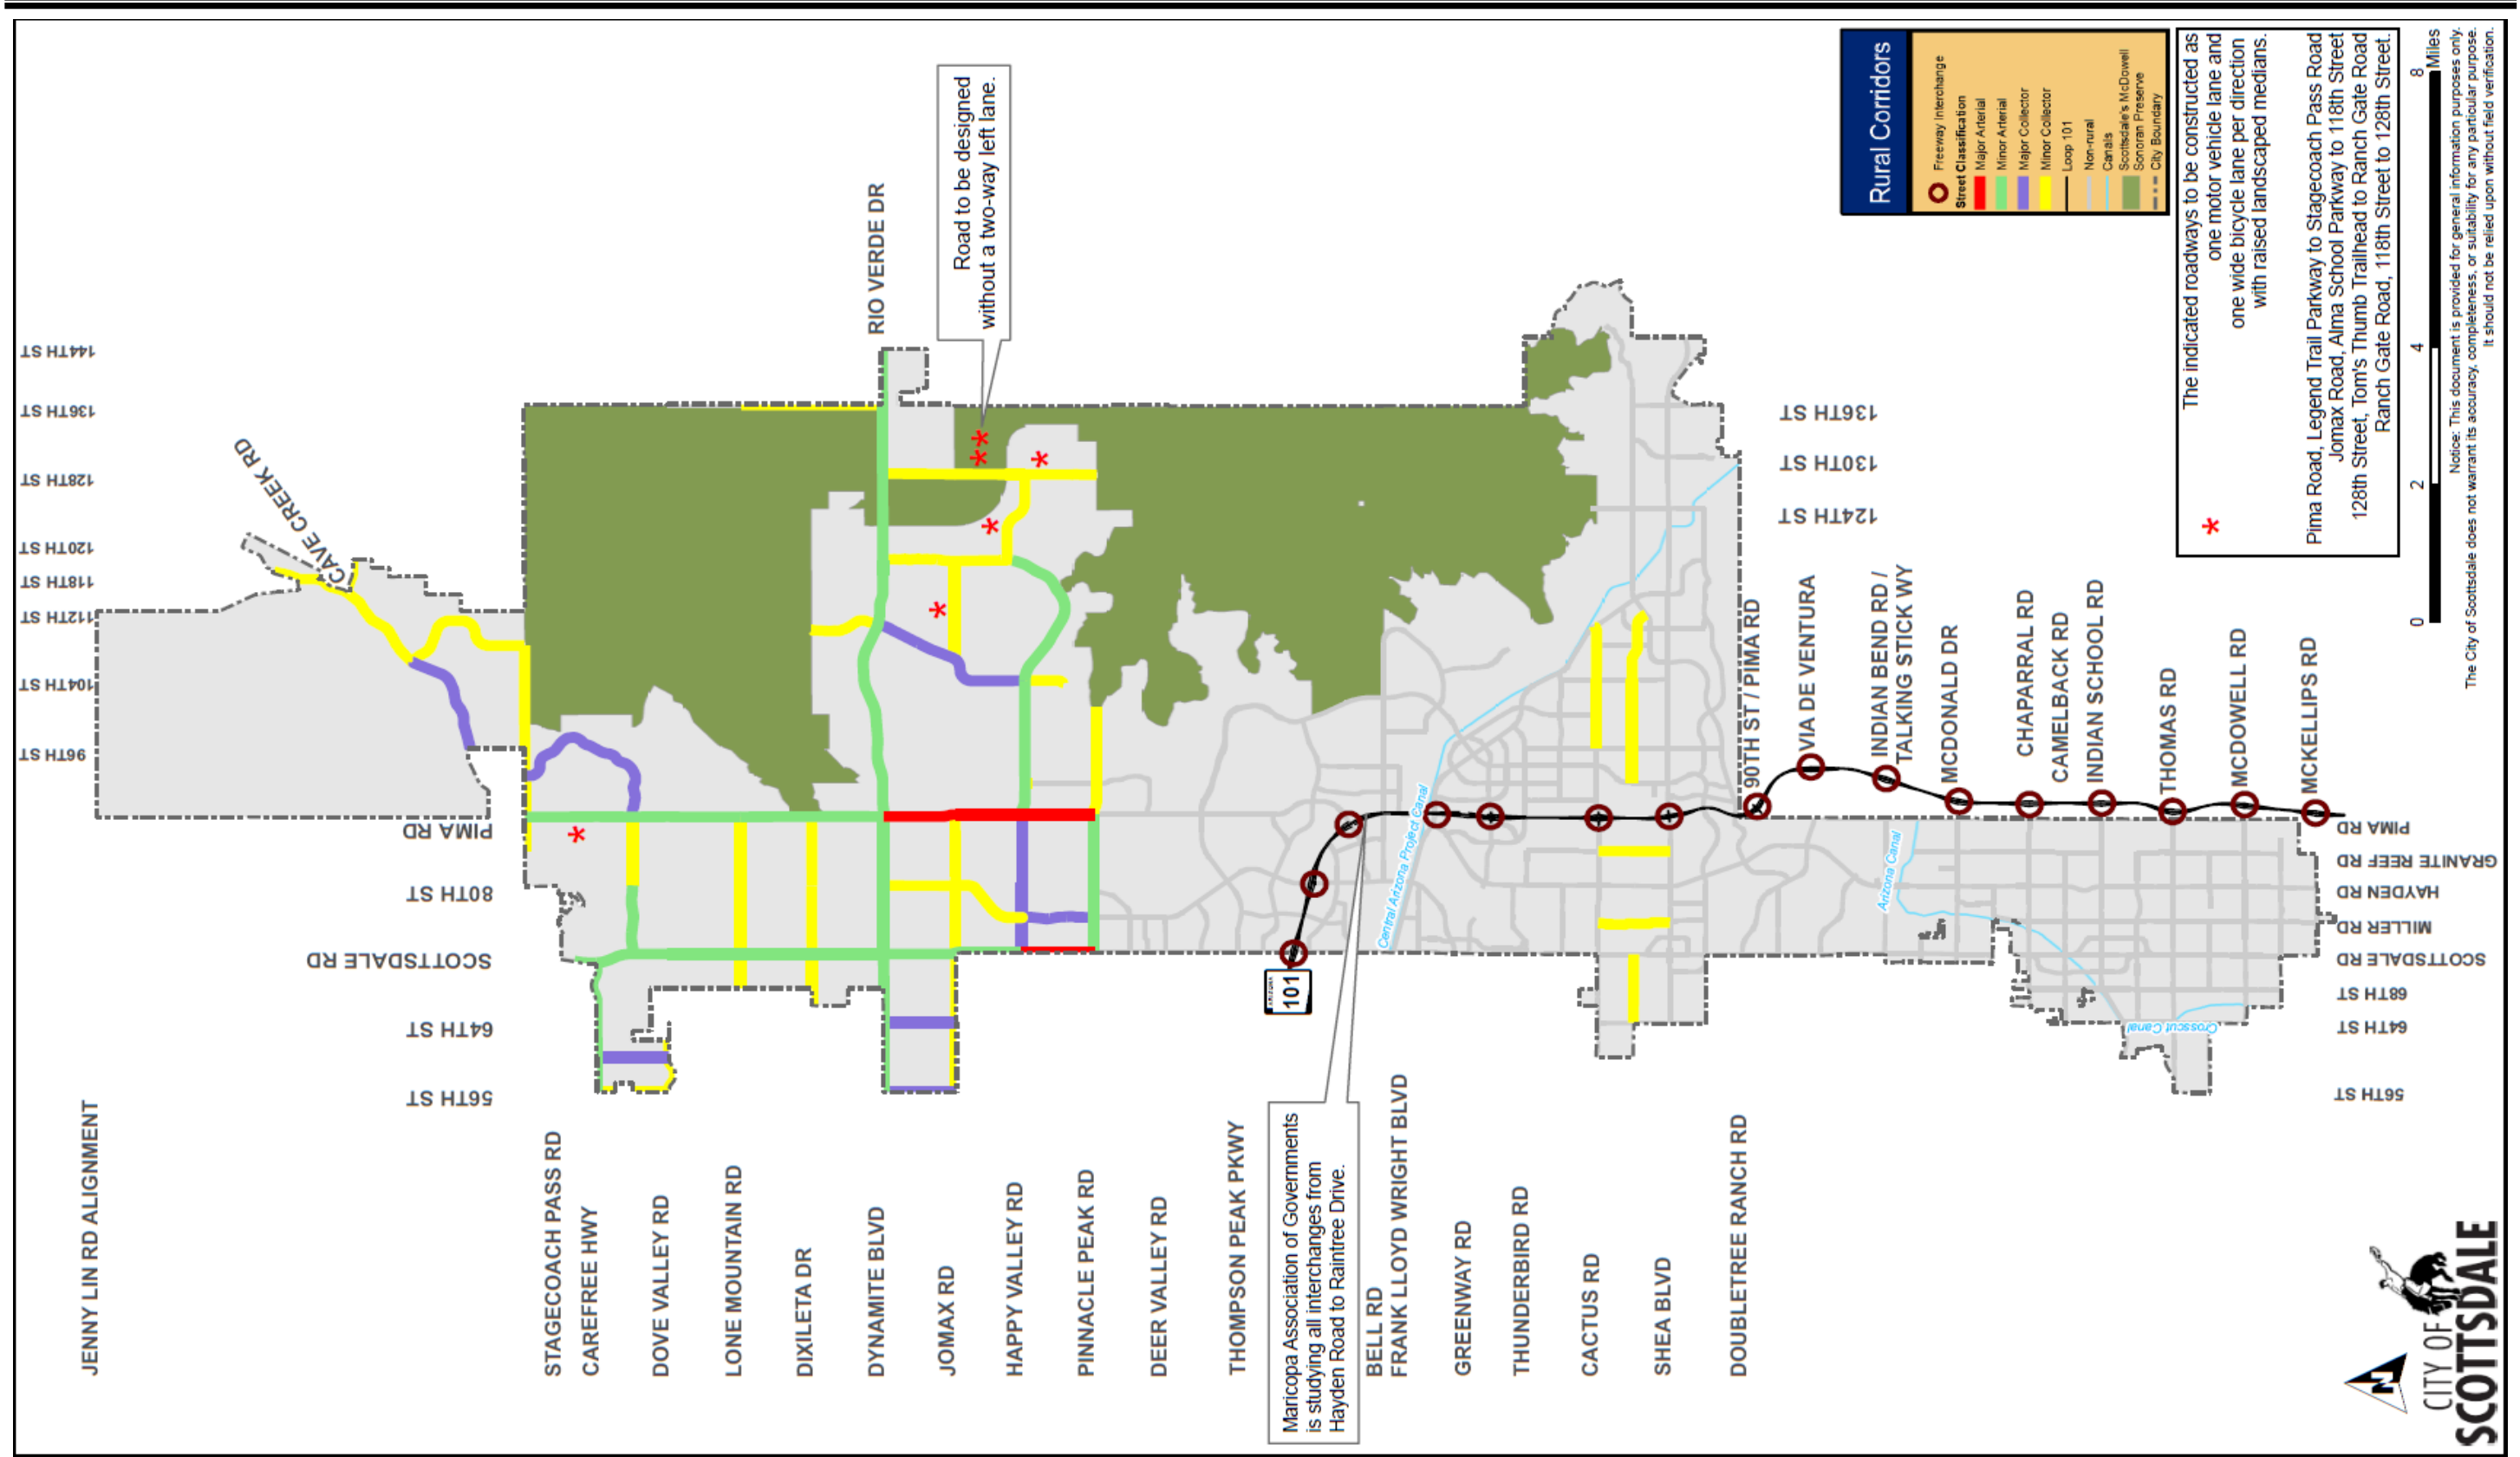 144TH ST
136TH ST
128TH ST
120TH ST
118TH ST
112TH ST
104TH ST
96TH ST
CAVE CREEK RD
PIMA RD
80TH ST
SCOTTSDALE RD
64TH ST
56TH ST
RIO VERDE DR
Road to be designed
without a two-way left lane.
136TH ST
130TH ST
124TH ST
JENNY LIN RD ALIGNMENT
STAGECOACH PASS RD
CAREFREE HWY
DOVE VALLEY RD
LONE MOUNTAIN RD
DIXILETA DR
DYNAMITE BLVD
JOMAX RD
HAPPY VALLEY RD
PINNACLE PEAK RD
DEER VALLEY RD
THOMPSON PEAK PKWY
Maricopa Association of Governments
is studying all interchanges from
Hayden Road to Raintree Drive.
BELL RD
FRANK LLOYD WRIGHT BLVD
GREENWAY RD
THUNDERBIRD RD
CACTUS RD
SHEA BLVD
DOUBLETREE RANCH RD
ARIZONA
101
Central Arizona Project Canal
Arizona Canal
Crosscut Canal
90TH ST / PIMA RD
VIA DE VENTURA
INDIAN BEND RD /
TALKING STICK WY
MCDONALD DR
CHAPARRAL RD
CAMELBACK RD
INDIAN SCHOOL RD
THOMAS RD
MCDOWELL RD
MCKELLIPS RD
PIMA RD
GRANITE REEF RD
HAYDEN RD
MILLER RD
SCOTTSDALE RD
68TH ST
64TH ST
56TH ST
Rural Corridors
Freeway Interchange
Street Classification
Major Arterial
Minor Arterial
Major Collector
Minor Collector
Loop 101
Non-rural
Canals
Scottsdale's McDowell
Sonoran Preserve
City Boundary
* The indicated roadways to be constructed as
one motor vehicle lane and
one wide bicycle lane per direction
with raised landscaped medians.
Pima Road, Legend Trail Parkway to Stagecoach Pass Road
Jomax Road, Alma School Parkway to 118th Street
128th Street, Tom's Thumb Trailhead to Ranch Gate Road
Ranch Gate Road, 118th Street to 128th Street.
0 2 4 8
Miles
Notice: This document is provided for general information purposes only.
The City of Scottsdale does not warrant its accuracy, completeness, or suitability for any particular purpose.
It should not be relied upon without field verification.
N
CITY OF
SCOTTSDALE